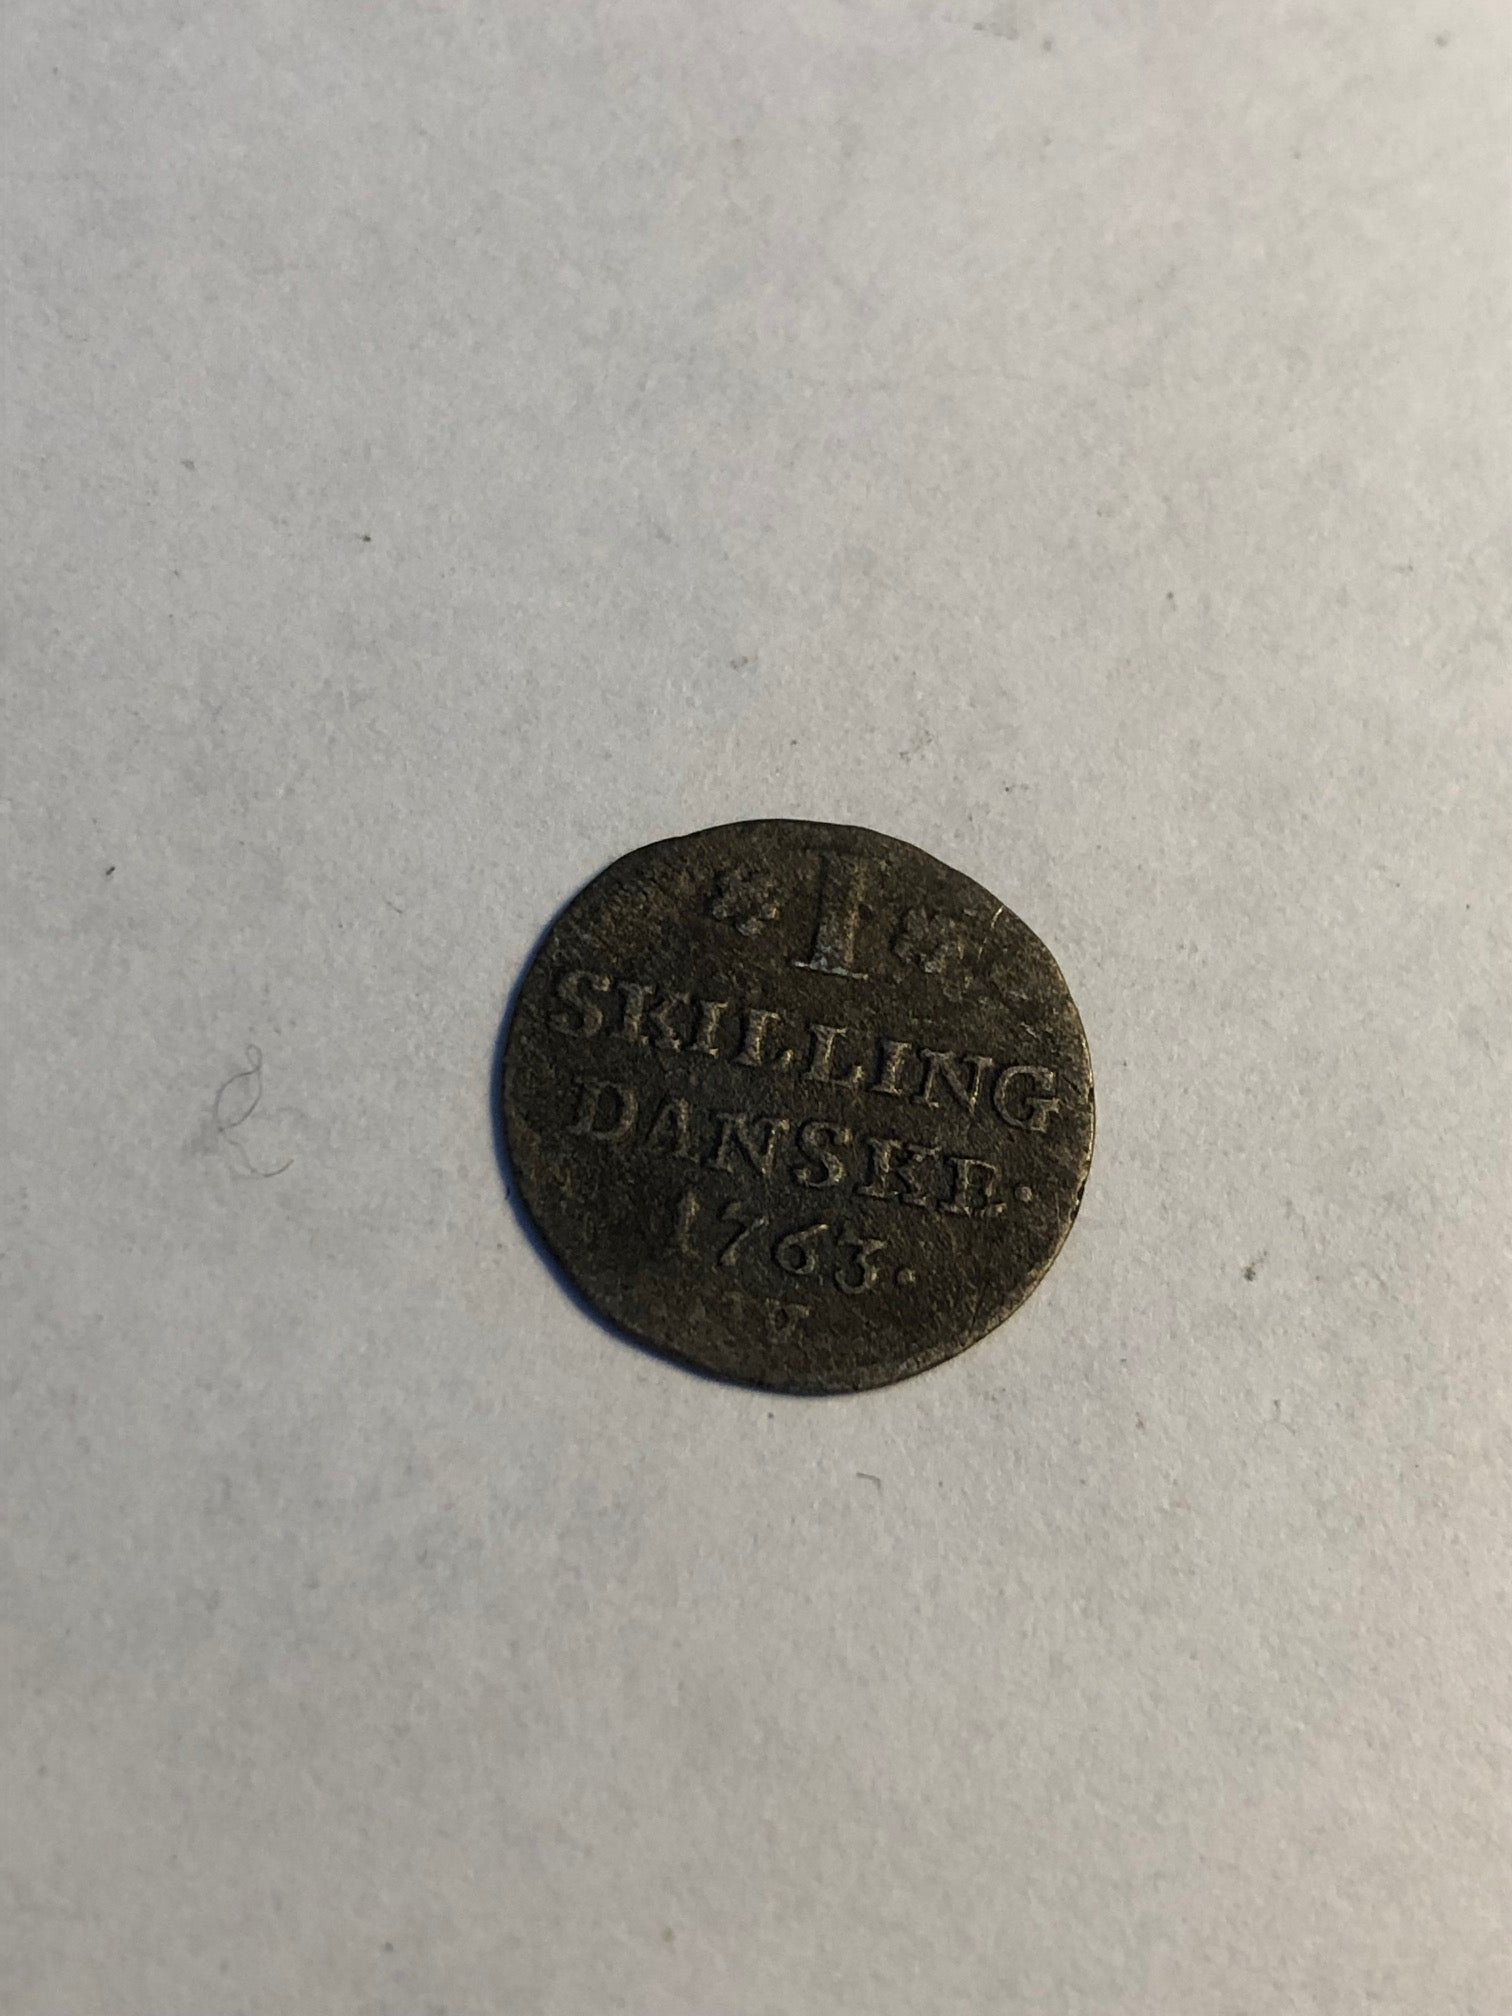 1
SKILLING
DANSKE.
1763.